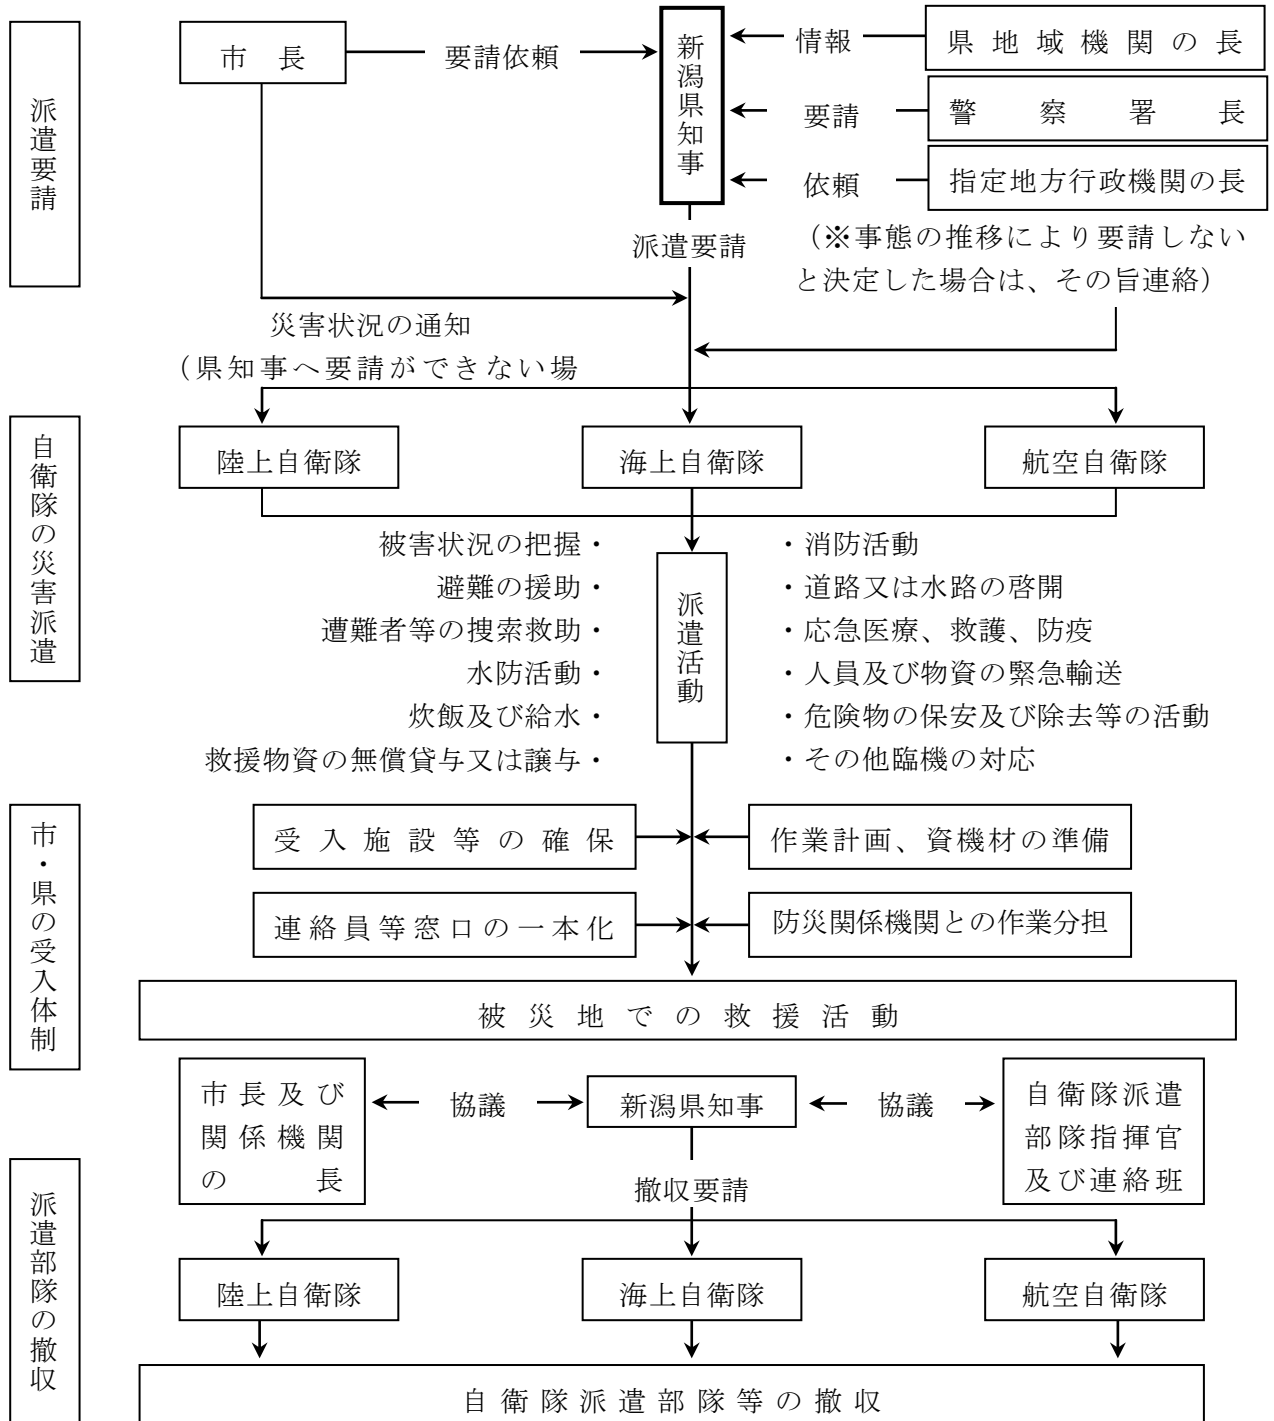 派遣要請
市長
要請依頼
新潟県知事
情報
県地域機関の長
要請
警察署長
依頼
指定地方行政機関の長
派遣要請
(※事態の推移により要請しない
と決定した場合は、その旨連絡)
災害状況の通知
(県知事へ要請ができない場
自衛隊の災害派遣
陸上自衛隊
海上自衛隊
航空自衛隊
被害状況の把握・
避難の援助・
遭難者等の捜索救助・
水防活動・
炊飯及び給水・
救援物資の無償貸与又は譲与・
派遣活動
・消防活動
・道路又は水路の啓開
・応急医療、救護、防疫
・人員及び物資の緊急輸送
・危険物の保安及び除去等の活動
・その他臨機の対応
市・県の受入体制
受入施設等の確保
作業計画、資機材の準備
連絡員等窓口の一本化
防災関係機関との作業分担
被災地での救援活動
市長及び
関係機関
の長
協議
新潟県知事
協議
自衛隊派遣
部隊指揮官
及び連絡班
派遣部隊の撤収
撤収要請
陸上自衛隊
海上自衛隊
航空自衛隊
自衛隊派遣部隊等の撤収